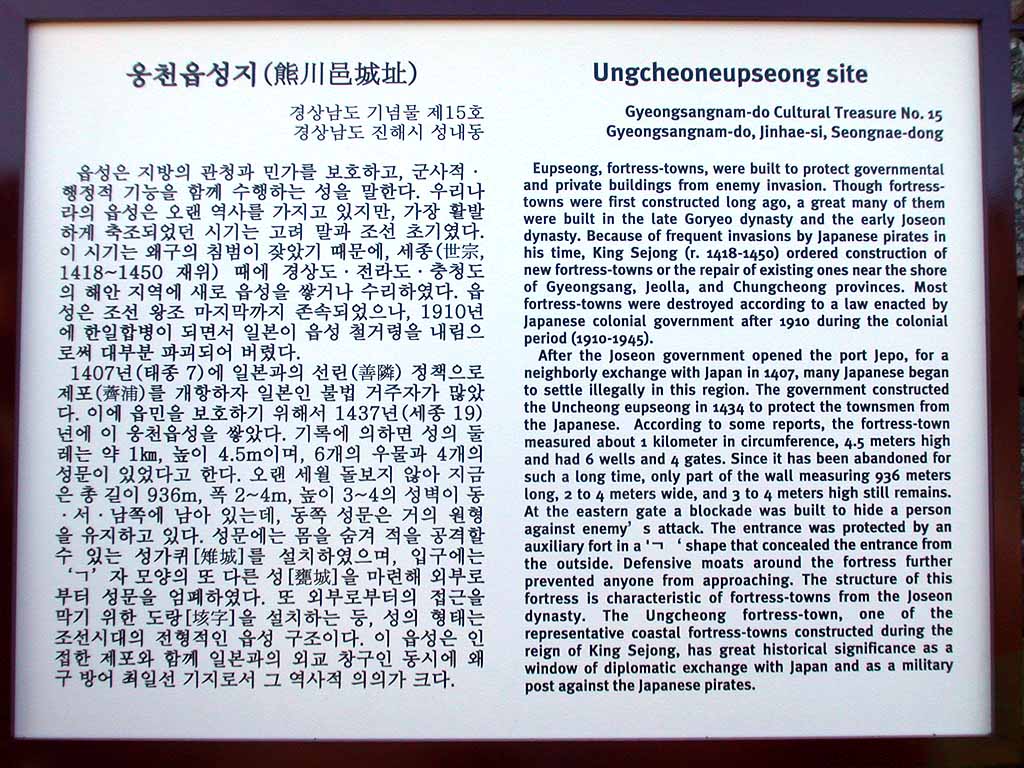 웅천읍성지(熊川邑城址)
경상남도 기념물 제15호
경상남도 진해시 성내동
읍성은 지방의 관청과 민가를 보호하고, 군사적·
행정적 기능을 함께 수행하는 성을 말한다. 우리나
라의 읍성은 오랜 역사를 가지고 있지만, 가장 활발
하게 축조되었던 시기는 고려 말과 조선 초기였다.
이 시기는 왜구의 침범이 잦았기 때문에, 세종(世宗,
1418~1450 재위) 때에 경상도·전라도·충청도
의 해안 지역에 새로 읍성을 쌓거나 수리하였다. 읍
성은 조선 왕조 마지막까지 존속되었으나, 1910년
에 한일합병이 되면서 일본이 읍성 철거령을 내림으
로써 대부분 파괴되어 버렸다.
1407년(태종 7)에 일본과의 선린(善隣) 정책으로
제포(薺浦)를 개항하자 일본인 불법 거주자가 많았
다. 이에 읍민을 보호하기 위해서 1437년(세종 19)
년에 이 웅천읍성을 쌓았다. 기록에 의하면 성의 둘
레는 약 1㎞, 높이 4.5m이며, 6개의 우물과 4개의
성문이 있었다고 한다. 오랜 세월 돌보지 않아 지금
은 총 길이 936m, 폭 2~4m, 높이 3~4의 성벽이 동
·서·남쪽에 남아 있는데, 동쪽 성문은 거의 원형
을 유지하고 있다. 성문에는 몸을 숨겨 적을 공격할
수 있는 성가퀴[雉城]를 설치하였으며, 입구에는
‘ㄱ’자 모양의 또 다른 성[甕城]을 마련해 외부로
부터 성문을 엄폐하였다. 또 외부로부터의 접근을
막기 위한 도랑[垓字]을 설치하는 등, 성의 형태는
조선시대의 전형적인 읍성 구조이다. 이 읍성은 인
접한 제포와 함께 일본과의 외교 창구인 동시에 왜
구 방어 최일선 기지로서 그 역사적 의의가 크다.
Ungcheoneupseong site
Gyeongsangnam-do Cultural Treasure No. 15
Gyeongsangnam-do, Jinhae-si, Seongnae-dong
Eupseong, fortress-towns, were built to protect governmental
and private buildings from enemy invasion. Though fortress-
towns were first constructed long ago, a great many of them
were built in the late Goryeo dynasty and the early Joseon
dynasty. Because of frequent invasions by Japanese pirates in
his time, King Sejong (r. 1418-1450) ordered construction of
new fortress-towns or the repair of existing ones near the shore
of Gyeongsang, Jeolla, and Chungcheong provinces. Most
fortress-towns were destroyed according to a law enacted by
Japanese colonial government after 1910 during the colonial
period (1910-1945).
After the Joseon government opened the port Jepo, for a
neighborly exchange with Japan in 1407, many Japanese began
to settle illegally in this region. The government constructed
the Uncheong eupseong in 1434 to protect the townsmen from
the Japanese. According to some reports, the fortress-town
measured about 1 kilometer in circumference, 4.5 meters high
and had 6 wells and 4 gates. Since it has been abandoned for
such a long time, only part of the wall measuring 936 meters
long, 2 to 4 meters wide, and 3 to 4 meters high still remains.
At the eastern gate a blockade was built to hide a person
against enemy’s attack. The entrance was protected by an
auxiliary fort in a 'ㄱ ‘ shape that concealed the entrance from
the outside. Defensive moats around the fortress further
prevented anyone from approaching. The structure of this
fortress is characteristic of fortress-towns from the Joseon
dynasty. The Ungcheong fortress-town, one of the
representative coastal fortress-towns constructed during the
reign of King Sejong, has great historical significance as a
window of diplomatic exchange with Japan and as a military
post against the Japanese pirates.